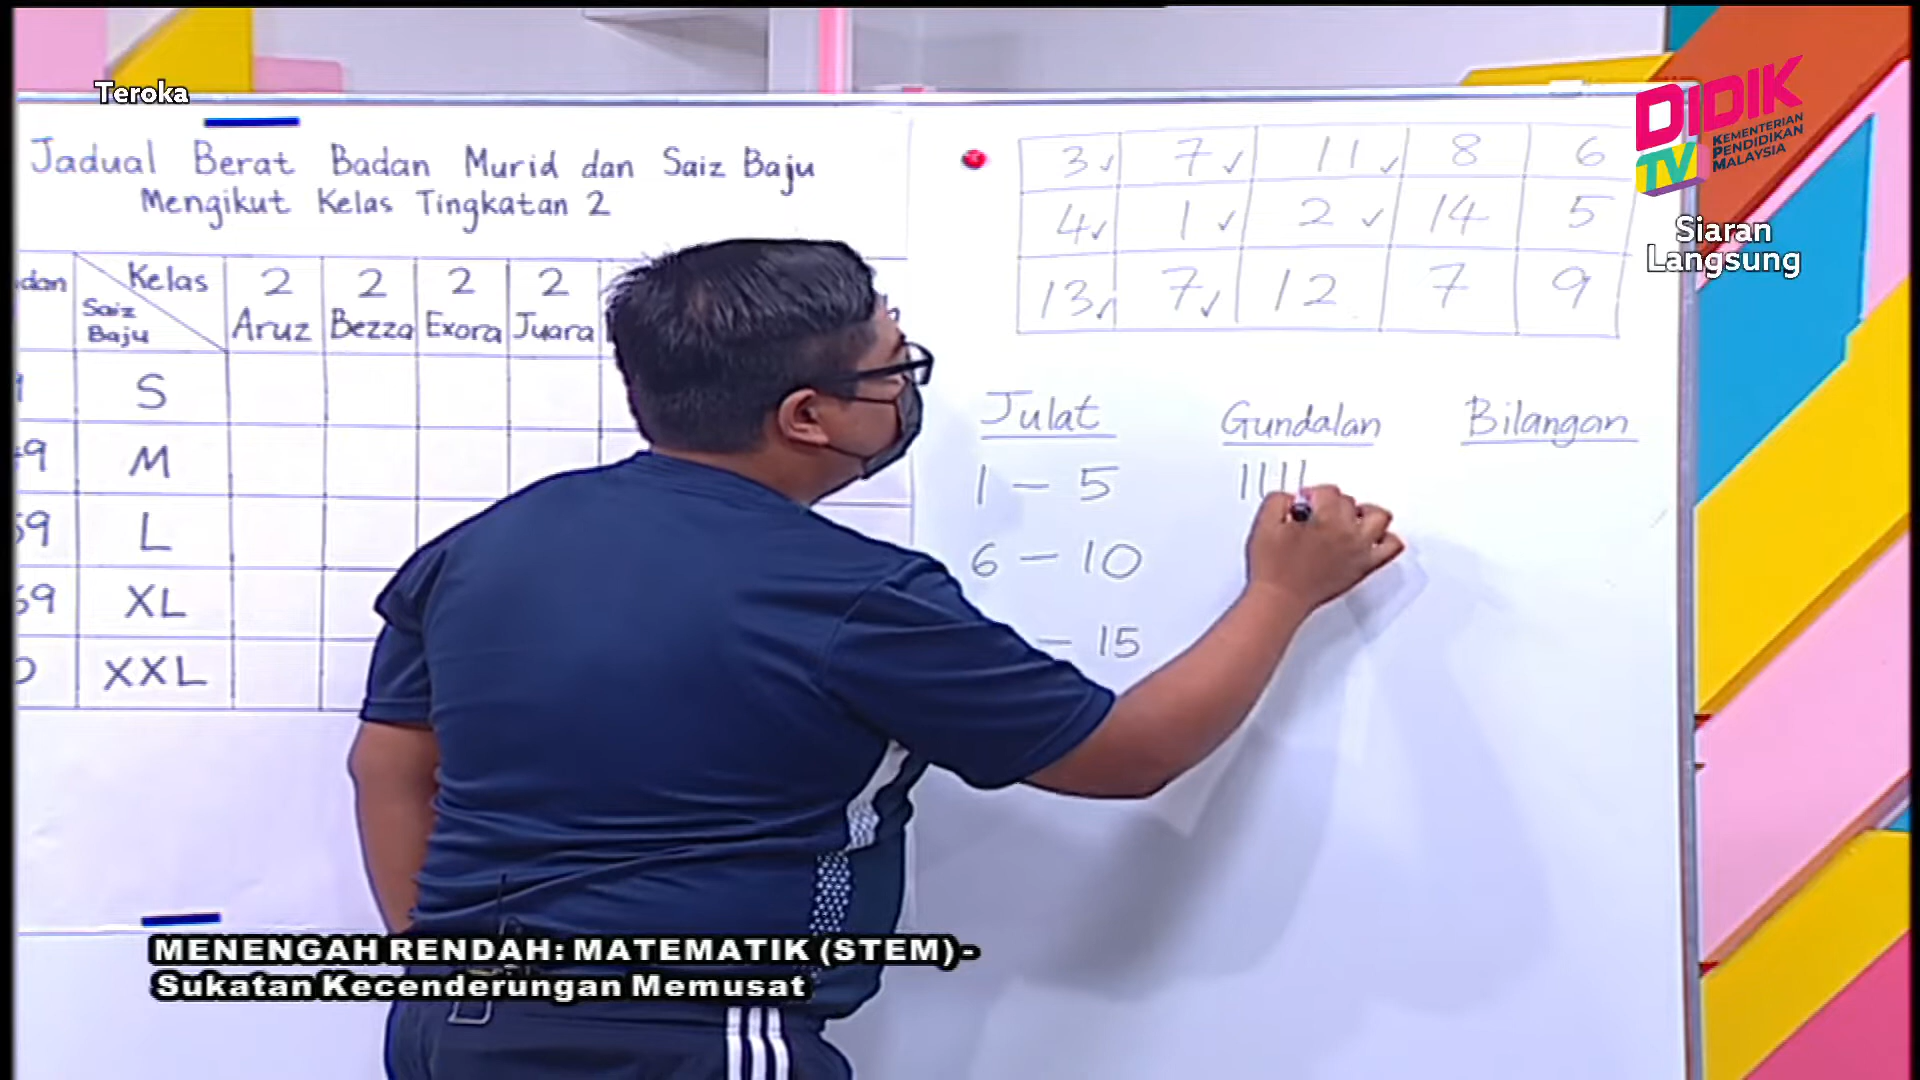 Teroka
DIDIK
TV
KEMENTERIAN
PENDIDIKAN
MALAYSIA
Siaran
Langsung
Jadual Berat Badan Murid dan Saiz Baju
Mengikut Kelas Tingkatan 2
Kelas 2 2 2 2
Saiz
Baju Aruz Bezza Exora Juara
S
M
L
XL
XXL
3 7 11 8 6
4 1 2 14 5
13 7 12 7 9
Julat Gundalan Bilangan
1 – 5 ||||
6 – 10
– 15
MENENGAH RENDAH: MATEMATIK (STEM) -
Sukatan Kecenderungan Memusat